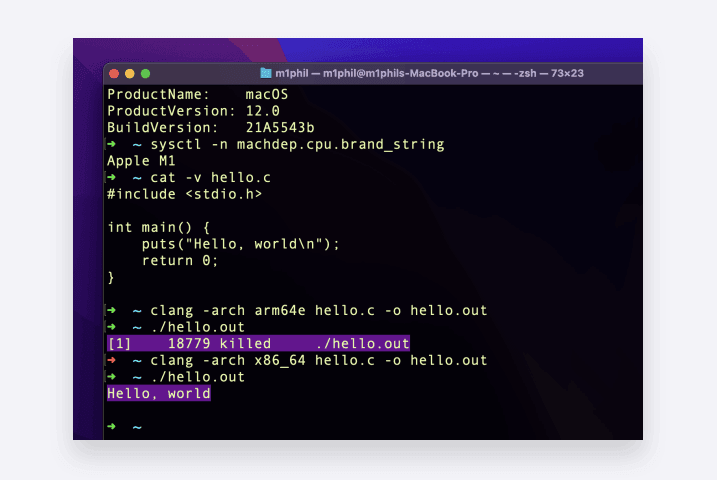 m1phil — m1phil@m1phils-MacBook-Pro — ~ — -zsh — 73×23
ProductName:    macOS
ProductVersion: 12.0
BuildVersion:   21A5543b
➜  ~ sysctl -n machdep.cpu.brand_string
Apple M1
➜  ~ cat -v hello.c
#include <stdio.h>

int main() {
    puts("Hello, world\n");
    return 0;
}

➜  ~ clang -arch arm64e hello.c -o hello.out
➜  ~ ./hello.out
[1]    18779 killed     ./hello.out
➜  ~ clang -arch x86_64 hello.c -o hello.out
➜  ~ ./hello.out
Hello, world

➜  ~